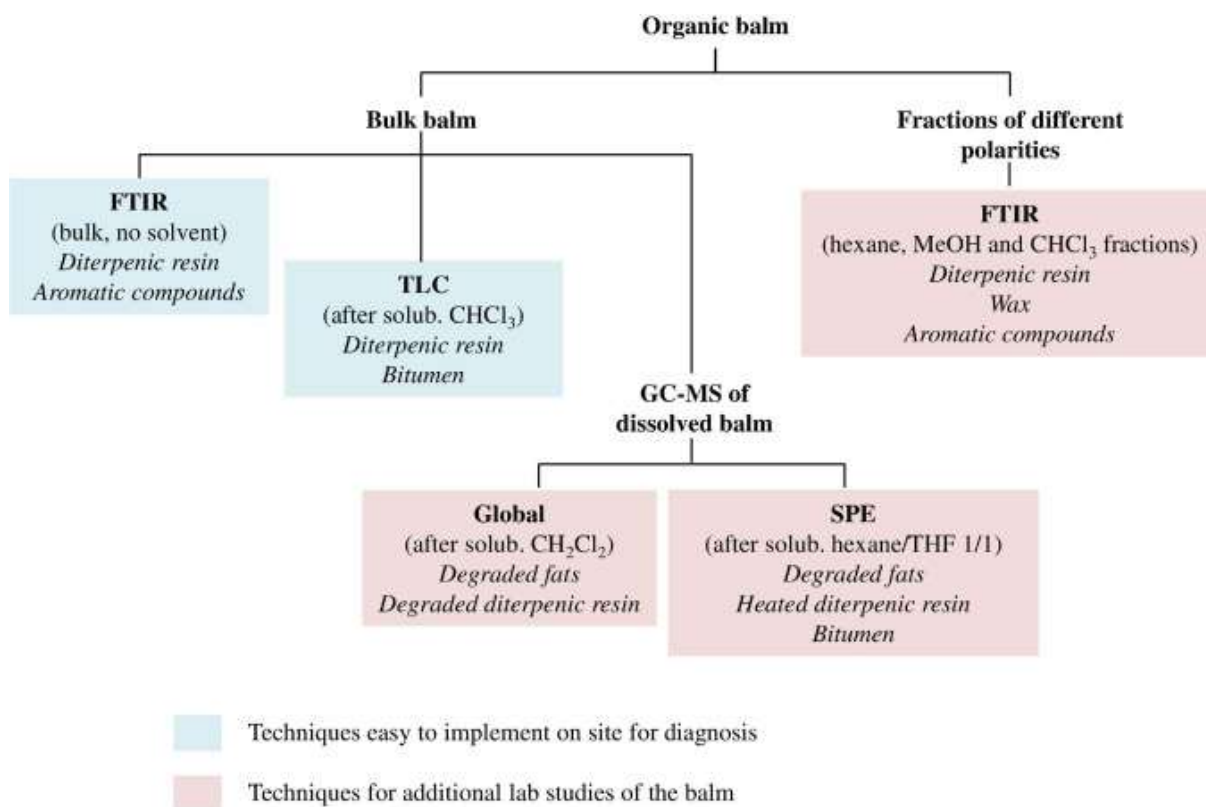 Organic balm
Bulk balm
Fractions of different
polarities
FTIR
(bulk, no solvent)
Diterpenic resin
Aromatic compounds
TLC
(after solub. CHCl₃)
Diterpenic resin
Bitumen
FTIR
(hexane, MeOH and CHCl₃ fractions)
Diterpenic resin
Wax
Aromatic compounds
GC-MS of
dissolved balm
Global
(after solub. CH₂Cl₂)
Degraded fats
Degraded diterpenic resin
SPE
(after solub. hexane/THF 1/1)
Degraded fats
Heated diterpenic resin
Bitumen
Techniques easy to implement on site for diagnosis
Techniques for additional lab studies of the balm